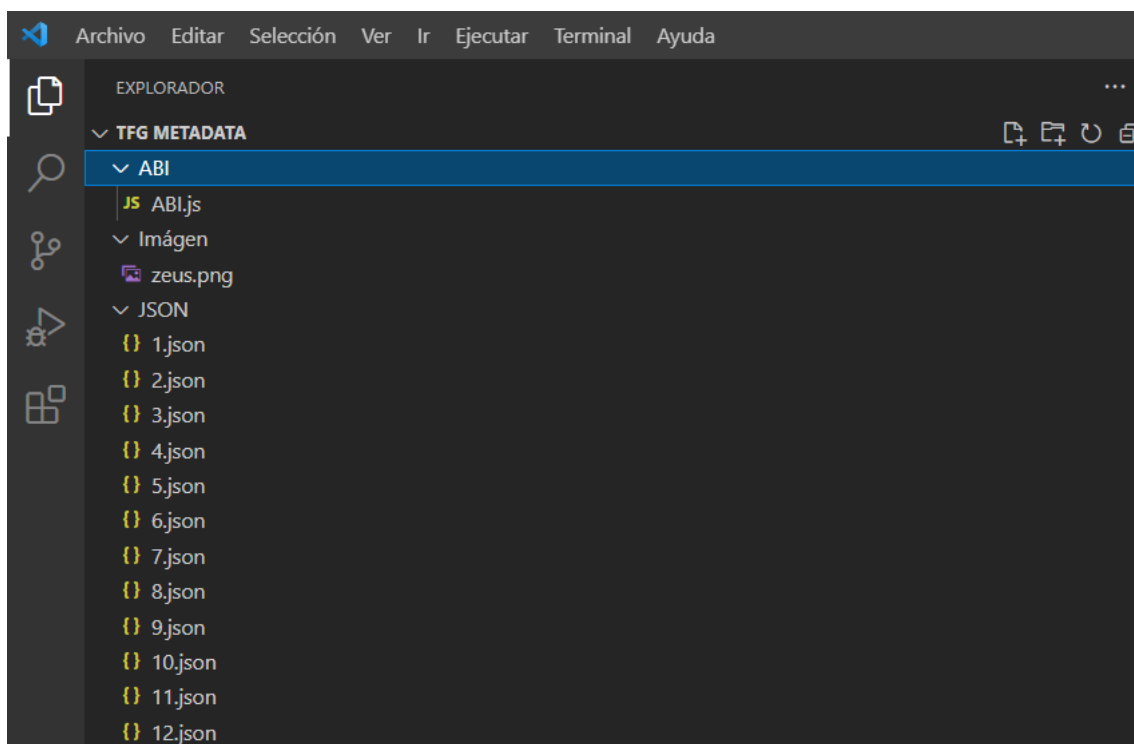 Archivo Editar Selección Ver Ir Ejecutar Terminal Ayuda
EXPLORADOR
TFG METADATA
ABI
JS ABI.js
Imágen
zeus.png
JSON
{} 1.json
{} 2.json
{} 3.json
{} 4.json
{} 5.json
{} 6.json
{} 7.json
{} 8.json
{} 9.json
{} 10.json
{} 11.json
{} 12.json